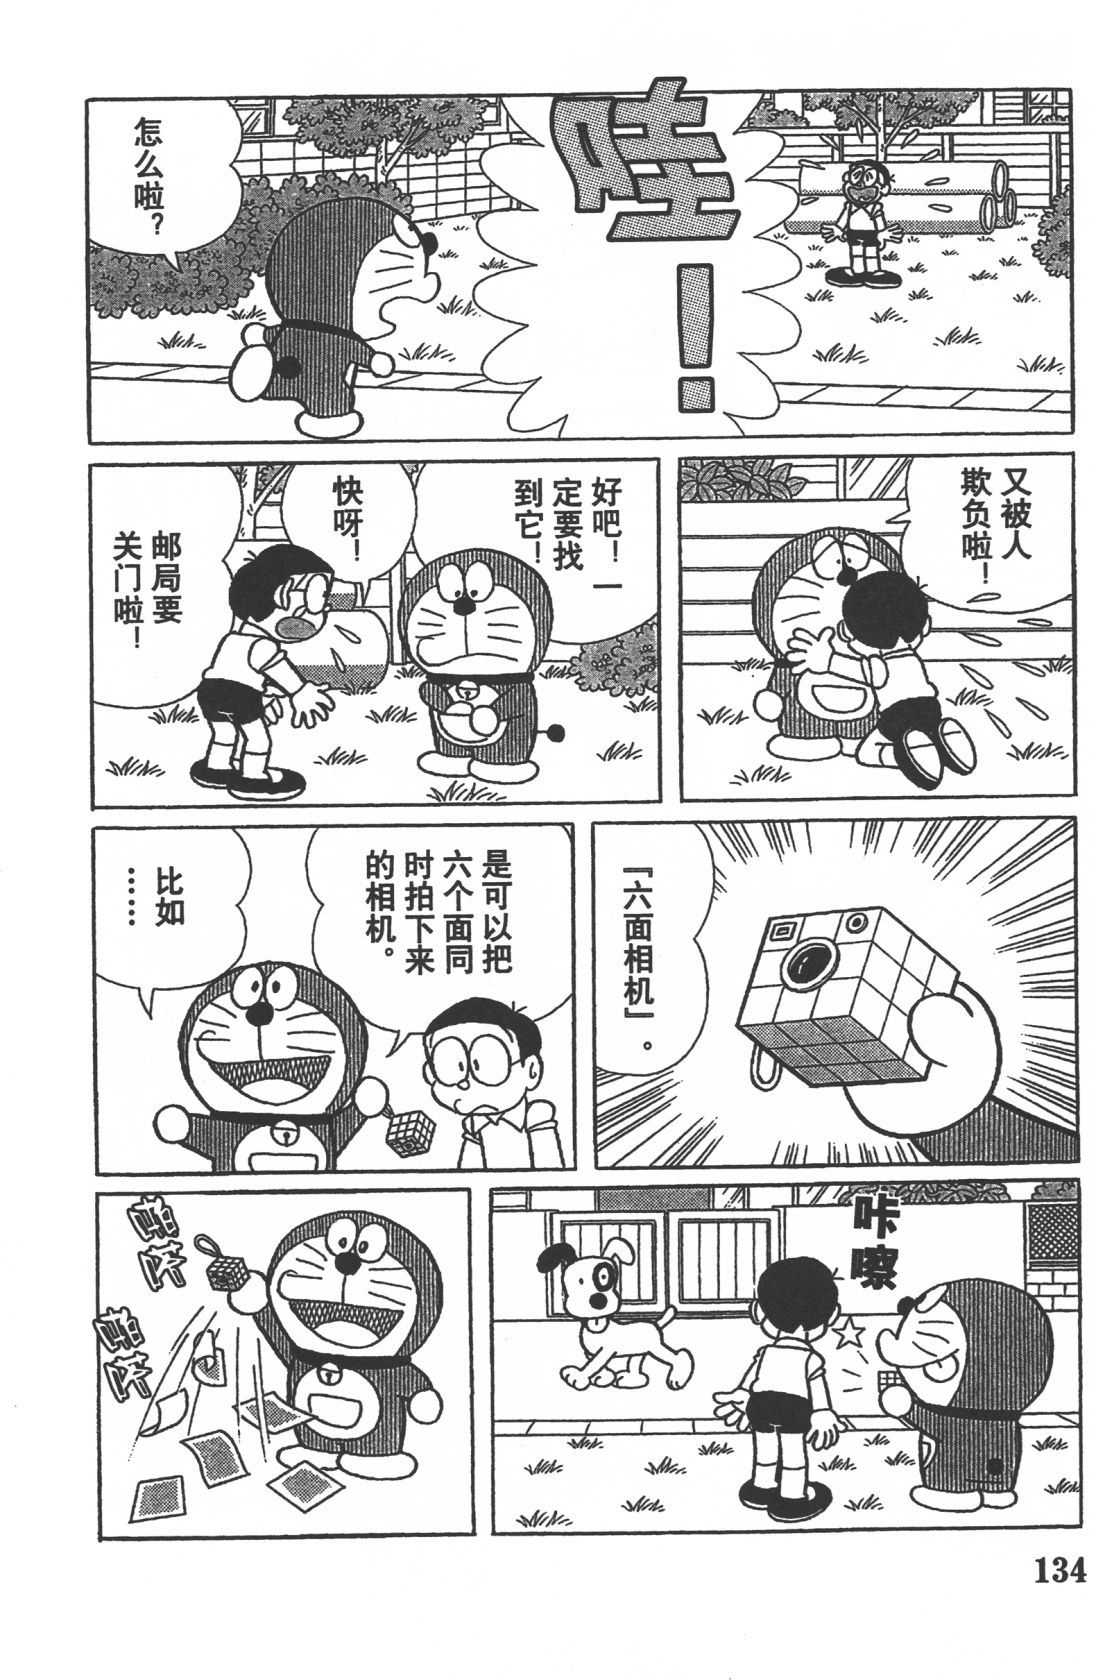 哇！
怎么啦？
又被人
欺负啦！
好吧！一
定要找
到它！
快呀！
邮局要
关门啦！
『六面相机』。
是可以把
六个面同
时拍下来
的相机。
比如
……
咔嚓
134